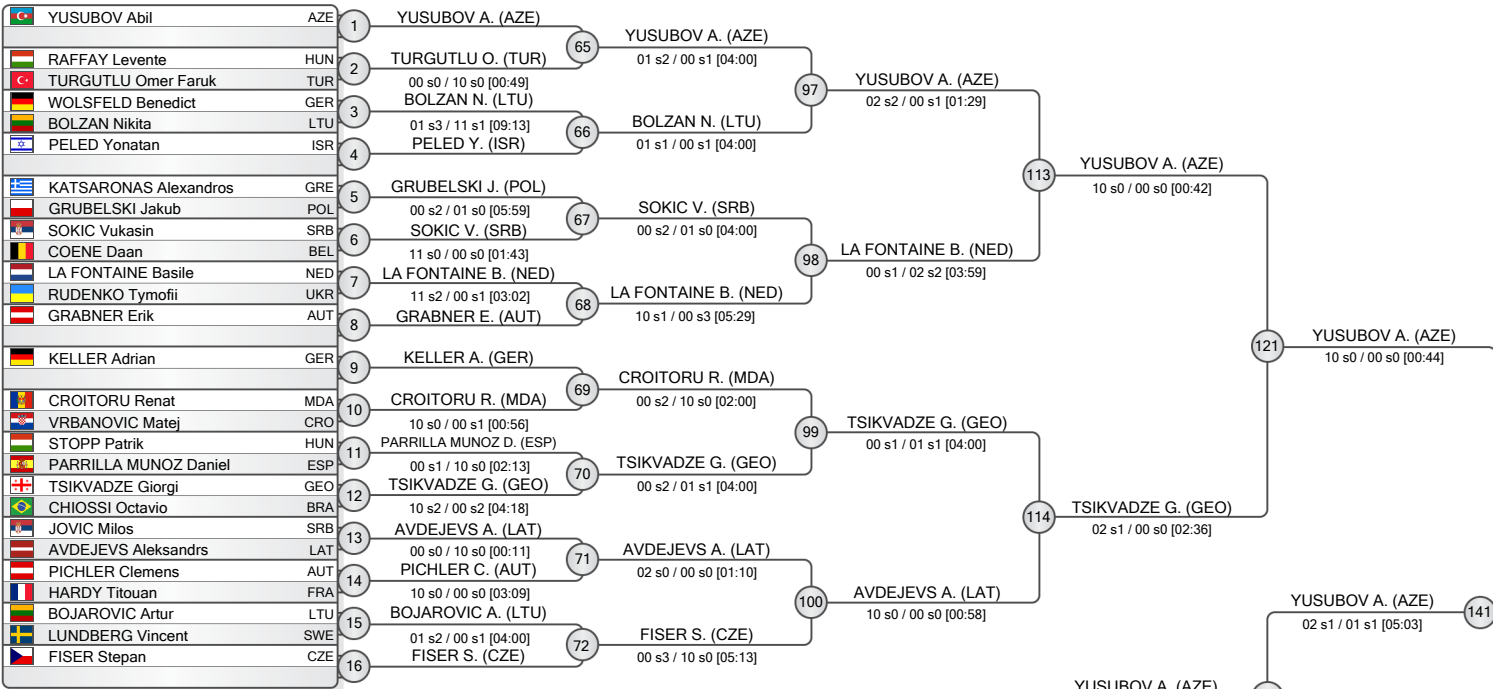 YUSUBOV Abil AZE
RAFFAY Levente HUN
TURGUTLU Omer Faruk TUR
WOLSFELD Benedict GER
BOLZAN Nikita LTU
PELED Yonatan ISR
KATSARONAS Alexandros GRE
GRUBELSKI Jakub POL
SOKIC Vukasin SRB
COENE Daan BEL
LA FONTAINE Basile NED
RUDENKO Tymofii UKR
GRABNER Erik AUT
KELLER Adrian GER
CROITORU Renat MDA
VRBANOVIC Matej CRO
STOPP Patrik HUN
PARRILLA MUNOZ Daniel ESP
TSIKVADZE Giorgi GEO
CHIOSSI Octavio BRA
JOVIC Milos SRB
AVDEJEVS Aleksandrs LAT
PICHLER Clemens AUT
HARDY Titouan FRA
BOJAROVIC Artur LTU
LUNDBERG Vincent SWE
FISER Stepan CZE
1
2
3
4
5
6
7
8
9
10
11
12
13
14
15
16
YUSUBOV A. (AZE)
TURGUTLU O. (TUR)
00 s0 / 10 s0 [00:49]
BOLZAN N. (LTU)
01 s3 / 11 s1 [09:13]
PELED Y. (ISR)
GRUBELSKI J. (POL)
00 s2 / 01 s0 [05:59]
SOKIC V. (SRB)
11 s0 / 00 s0 [01:43]
LA FONTAINE B. (NED)
11 s2 / 00 s1 [03:02]
GRABNER E. (AUT)
KELLER A. (GER)
CROITORU R. (MDA)
10 s0 / 00 s1 [00:56]
PARRILLA MUNOZ D. (ESP)
00 s1 / 10 s0 [02:13]
TSIKVADZE G. (GEO)
10 s2 / 00 s2 [04:18]
AVDEJEVS A. (LAT)
00 s0 / 10 s0 [00:11]
PICHLER C. (AUT)
10 s0 / 00 s0 [03:09]
BOJAROVIC A. (LTU)
01 s2 / 00 s1 [04:00]
FISER S. (CZE)
65
66
67
68
69
70
71
72
YUSUBOV A. (AZE)
01 s2 / 00 s1 [04:00]
BOLZAN N. (LTU)
01 s1 / 00 s1 [04:00]
SOKIC V. (SRB)
00 s2 / 01 s0 [04:00]
LA FONTAINE B. (NED)
10 s1 / 00 s3 [05:29]
CROITORU R. (MDA)
00 s2 / 10 s0 [02:00]
TSIKVADZE G. (GEO)
00 s2 / 01 s1 [04:00]
AVDEJEVS A. (LAT)
02 s0 / 00 s0 [01:10]
FISER S. (CZE)
00 s3 / 10 s0 [05:13]
97
98
99
100
YUSUBOV A. (AZE)
02 s2 / 00 s1 [01:29]
LA FONTAINE B. (NED)
00 s1 / 02 s2 [03:59]
TSIKVADZE G. (GEO)
00 s1 / 01 s1 [04:00]
AVDEJEVS A. (LAT)
10 s0 / 00 s0 [00:58]
113
114
YUSUBOV A. (AZE)
10 s0 / 00 s0 [00:42]
TSIKVADZE G. (GEO)
02 s1 / 00 s0 [02:36]
121
YUSUBOV A. (AZE)
10 s0 / 00 s0 [00:44]
YUSUBOV A. (AZE)
02 s1 / 01 s1 [05:03]
141
YUSUBOV A. (AZE)